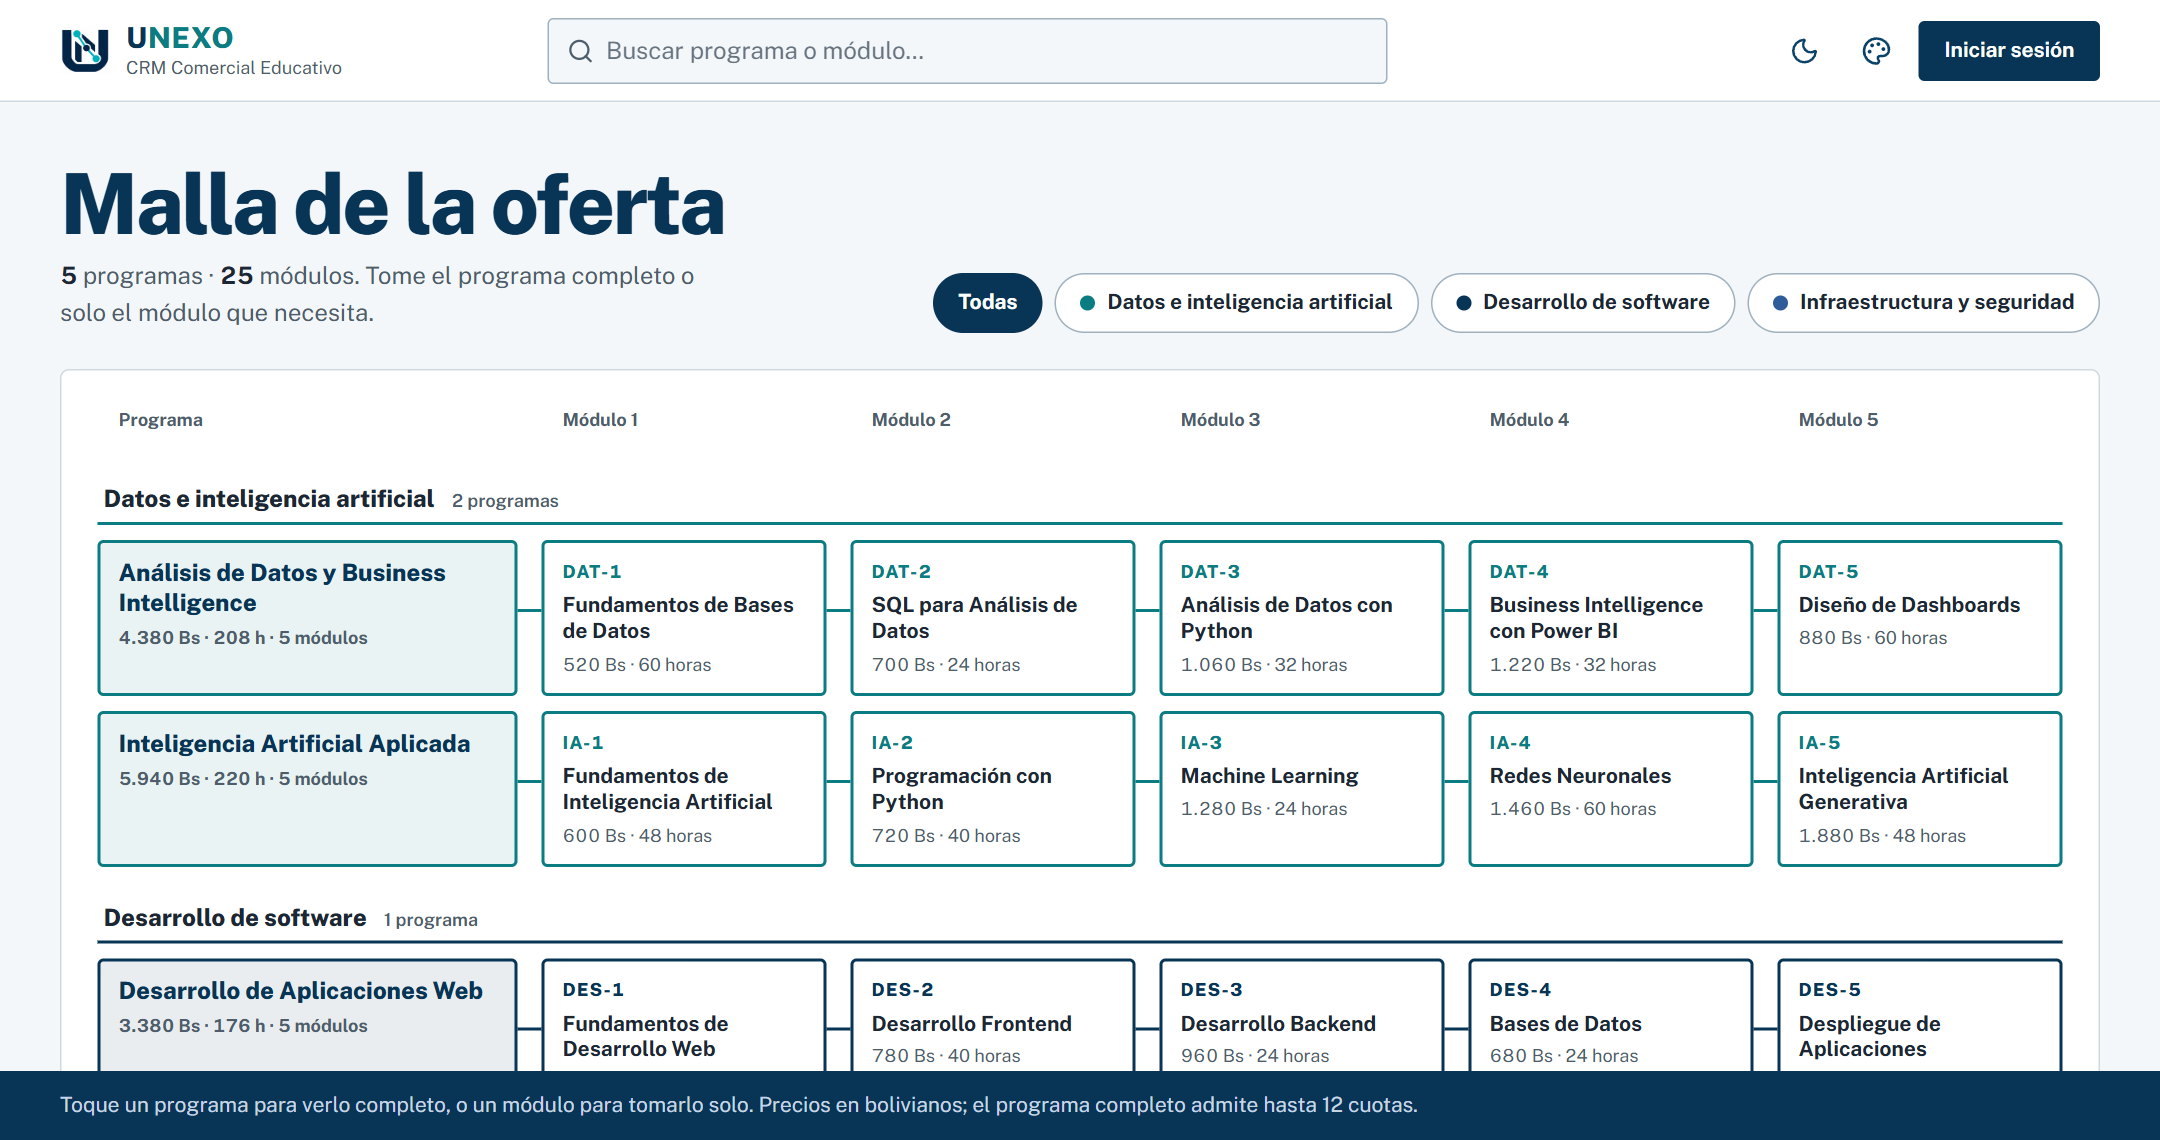 UNEXO
CRM Comercial Educativo
Buscar programa o módulo...
Iniciar sesión
Malla de la oferta
5 programas · 25 módulos. Tome el programa completo o
solo el módulo que necesita.
Todas
Datos e inteligencia artificial
Desarrollo de software
Infraestructura y seguridad
Programa
Módulo 1
Módulo 2
Módulo 3
Módulo 4
Módulo 5
Datos e inteligencia artificial 2 programas
Análisis de Datos y Business
Intelligence
4.380 Bs · 208 h · 5 módulos
DAT-1
Fundamentos de Bases
de Datos
520 Bs · 60 horas
DAT-2
SQL para Análisis de
Datos
700 Bs · 24 horas
DAT-3
Análisis de Datos con
Python
1.060 Bs · 32 horas
DAT-4
Business Intelligence
con Power BI
1.220 Bs · 32 horas
DAT-5
Diseño de Dashboards
880 Bs · 60 horas
Inteligencia Artificial Aplicada
5.940 Bs · 220 h · 5 módulos
IA-1
Fundamentos de
Inteligencia Artificial
600 Bs · 48 horas
IA-2
Programación con
Python
720 Bs · 40 horas
IA-3
Machine Learning
1.280 Bs · 24 horas
IA-4
Redes Neuronales
1.460 Bs · 60 horas
IA-5
Inteligencia Artificial
Generativa
1.880 Bs · 48 horas
Desarrollo de software 1 programa
Desarrollo de Aplicaciones Web
3.380 Bs · 176 h · 5 módulos
DES-1
Fundamentos de
Desarrollo Web
DES-2
Desarrollo Frontend
780 Bs · 40 horas
DES-3
Desarrollo Backend
960 Bs · 24 horas
DES-4
Bases de Datos
680 Bs · 24 horas
DES-5
Despliegue de
Aplicaciones
Toque un programa para verlo completo, o un módulo para tomarlo solo. Precios en bolivianos; el programa completo admite hasta 12 cuotas.